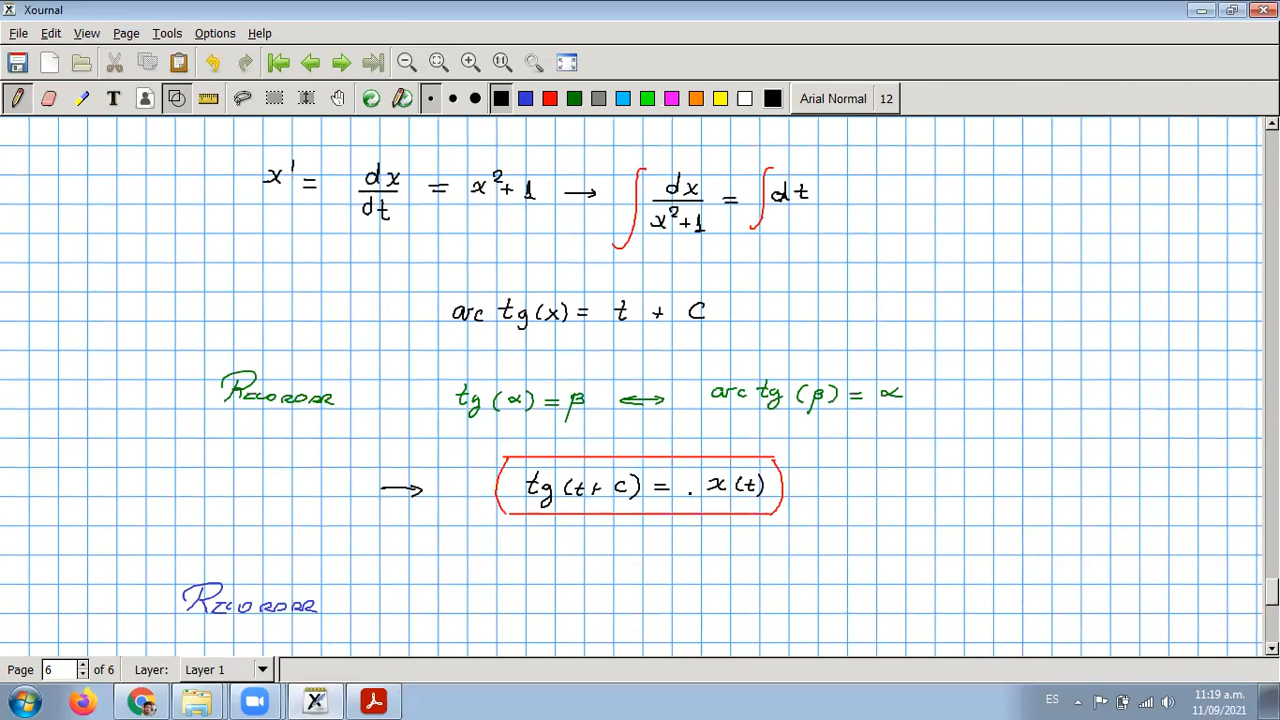 Xournal
File Edit View Page Tools Options Help
Arial Normal 12
x' = dx/dt = x²+1 → ∫ dx/x²+1 = ∫ dt
arc tg(x) = t + C
RECORDAR tg(α) = β ⟷ arc tg(β) = α
→ tg(t+C) = . x(t)
RECORDAR
Page 6 of 6 Layer: Layer 1
ES 11:19 a.m.
11/09/2021